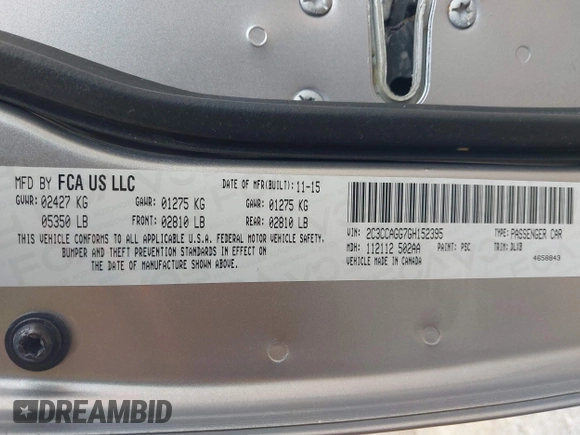 MFD BY FCA US LLC
DATE OF MFR(BUILT): 11-15
GVWR: 02427 KG GAWR: 01275 KG GAWR: 01275 KG
05350 LB FRONT: 02810 LB REAR: 02810 LB
THIS VEHICLE CONFORMS TO ALL APPLICABLE U.S.A. FEDERAL MOTOR VEHICLE SAFETY,
BUMPER AND THEFT PREVENTION STANDARDS IN EFFECT ON
THE DATE OF MANUFACTURE SHOWN ABOVE.
VIN: 2C3CCAGG7GH152395 TYPE: PASSENGER CAR
MDH: 112112 502AA PAINT: PSC TRIM: DLX8
VEHICLE MADE IN CANADA 4658843
DREAMBID